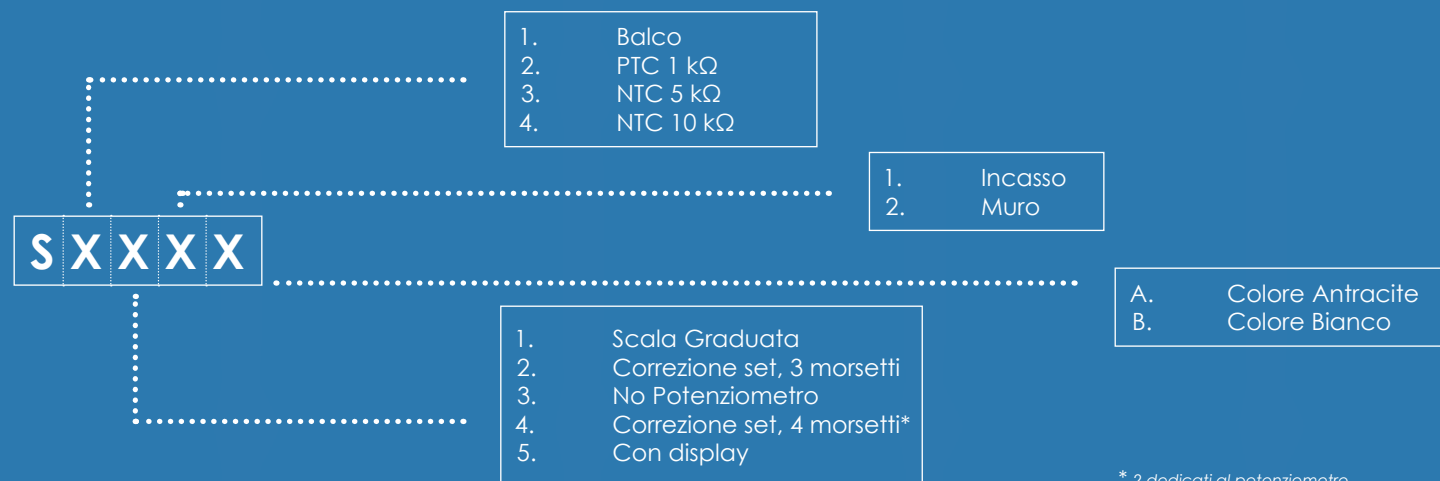 1. Balco
2. PTC 1 kΩ
3. NTC 5 kΩ
4. NTC 10 kΩ
1. Incasso
2. Muro
S X X X X
A. Colore Antracite
B. Colore Bianco
1. Scala Graduata
2. Correzione set, 3 morsetti
3. No Potenziometro
4. Correzione set, 4 morsetti*
5. Con display
* 2 dedicati al potenziometro